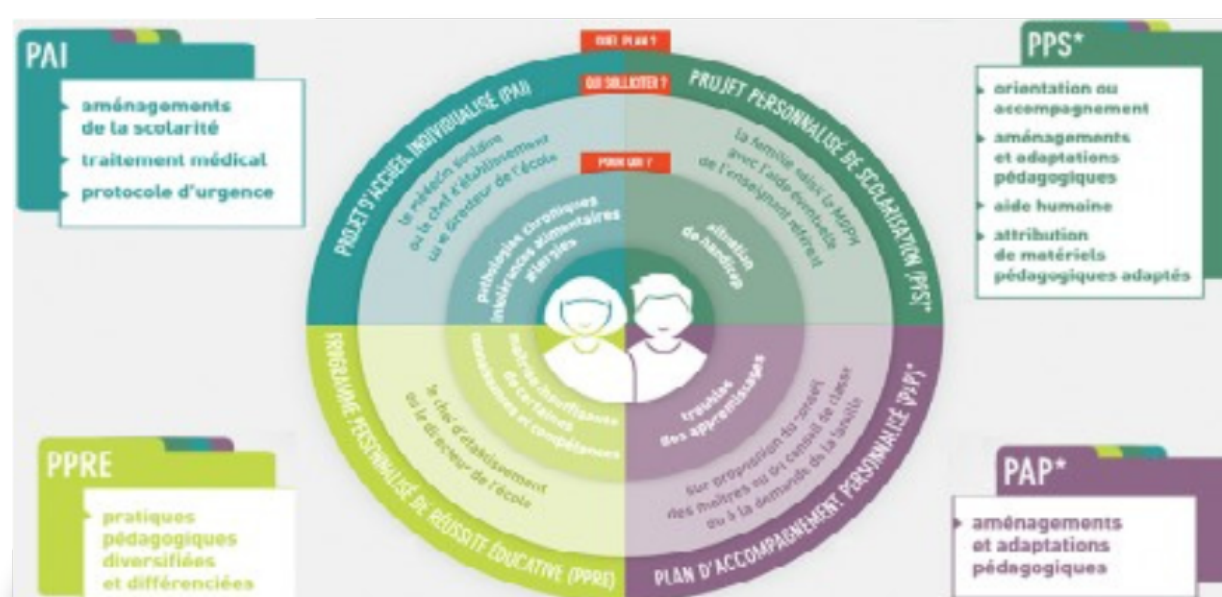 PAI
aménagements
de la scolarité
traitement médical
protocole d'urgence
QUEL PLAN ?
QUI SOLLICITER ?
POUR QUI ?
PROJET D'ACCUEIL INDIVIDUALISÉ (PAI)
le médecin scolaire
ou le chef d'établissement
ou le directeur de l'école
pathologies chroniques
intolérances alimentaires
allergies
PROJET PERSONNALISÉ DE SCOLARISATION (PPS)*
la famille saisit la MDPH
avec l'aide éventuelle
de l'enseignant référent
situation
de handicap
PPS*
orientation ou
accompagnement
aménagements
et adaptations
pédagogiques
aide humaine
attribution
de matériels
pédagogiques adaptés
PPRE
pratiques
pédagogiques
diversifiées
et différenciées
PROGRAMME PERSONNALISÉ DE RÉUSSITE ÉDUCATIVE (PPRE)
le chef d'établissement
ou le directeur de l'école
maîtrise insuffisante
de certaines
connaissances et compétences
PLAN D'ACCOMPAGNEMENT PERSONNALISÉ (PAP)*
sur proposition du conseil
des maîtres ou du conseil de classe
ou à la demande de la famille
troubles
des apprentissages
PAP*
aménagements
et adaptations
pédagogiques